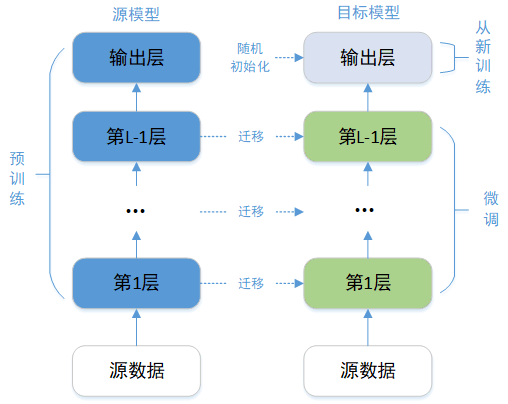 源模型
目标模型
输出层
随机
初始化
输出层
从新训练
第L-1层
迁移
第L-1层
预训练
...
迁移
...
微调
第1层
迁移
第1层
源数据
源数据